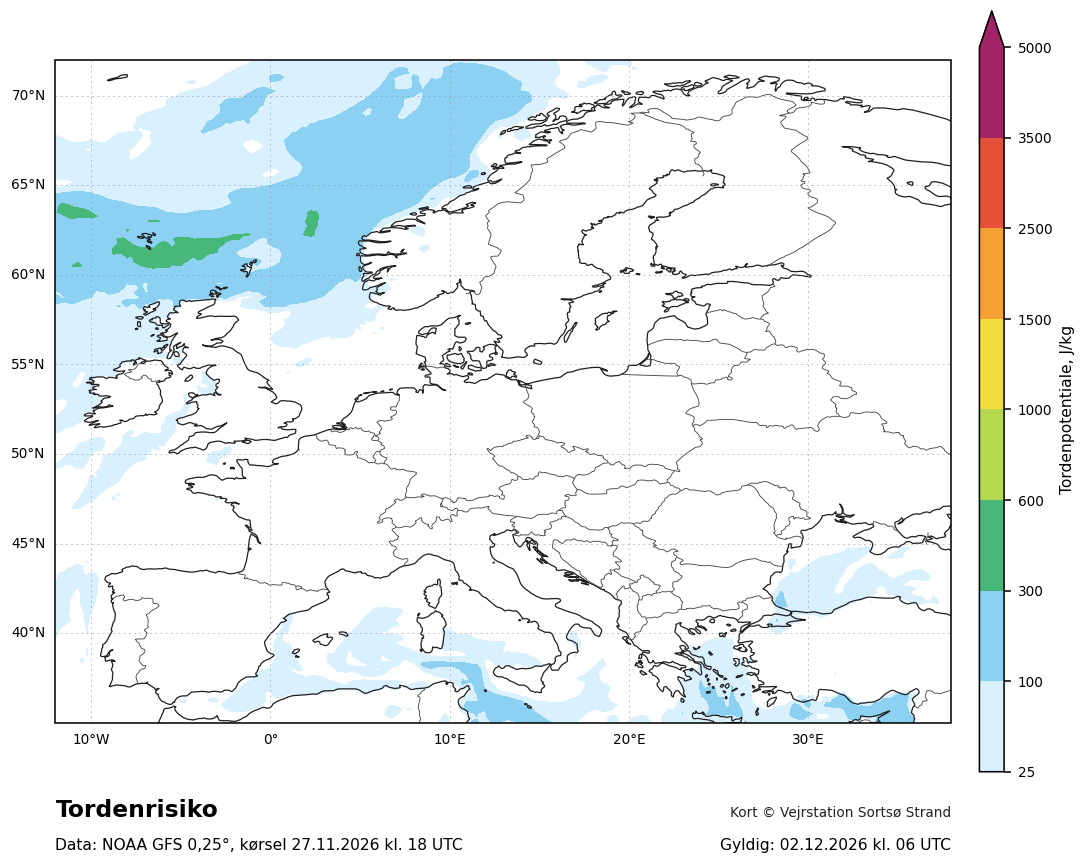 70°N
65°N
60°N
55°N
50°N
45°N
40°N
10°W
0°
10°E
20°E
30°E
5000
3500
2500
1500
1000
600
300
100
25
Tordenpotentiale, J/kg
Tordenrisiko
Kort © Vejrstation Sortsø Strand
Data: NOAA GFS 0,25°, kørsel 27.11.2026 kl. 18 UTC
Gyldig: 02.12.2026 kl. 06 UTC